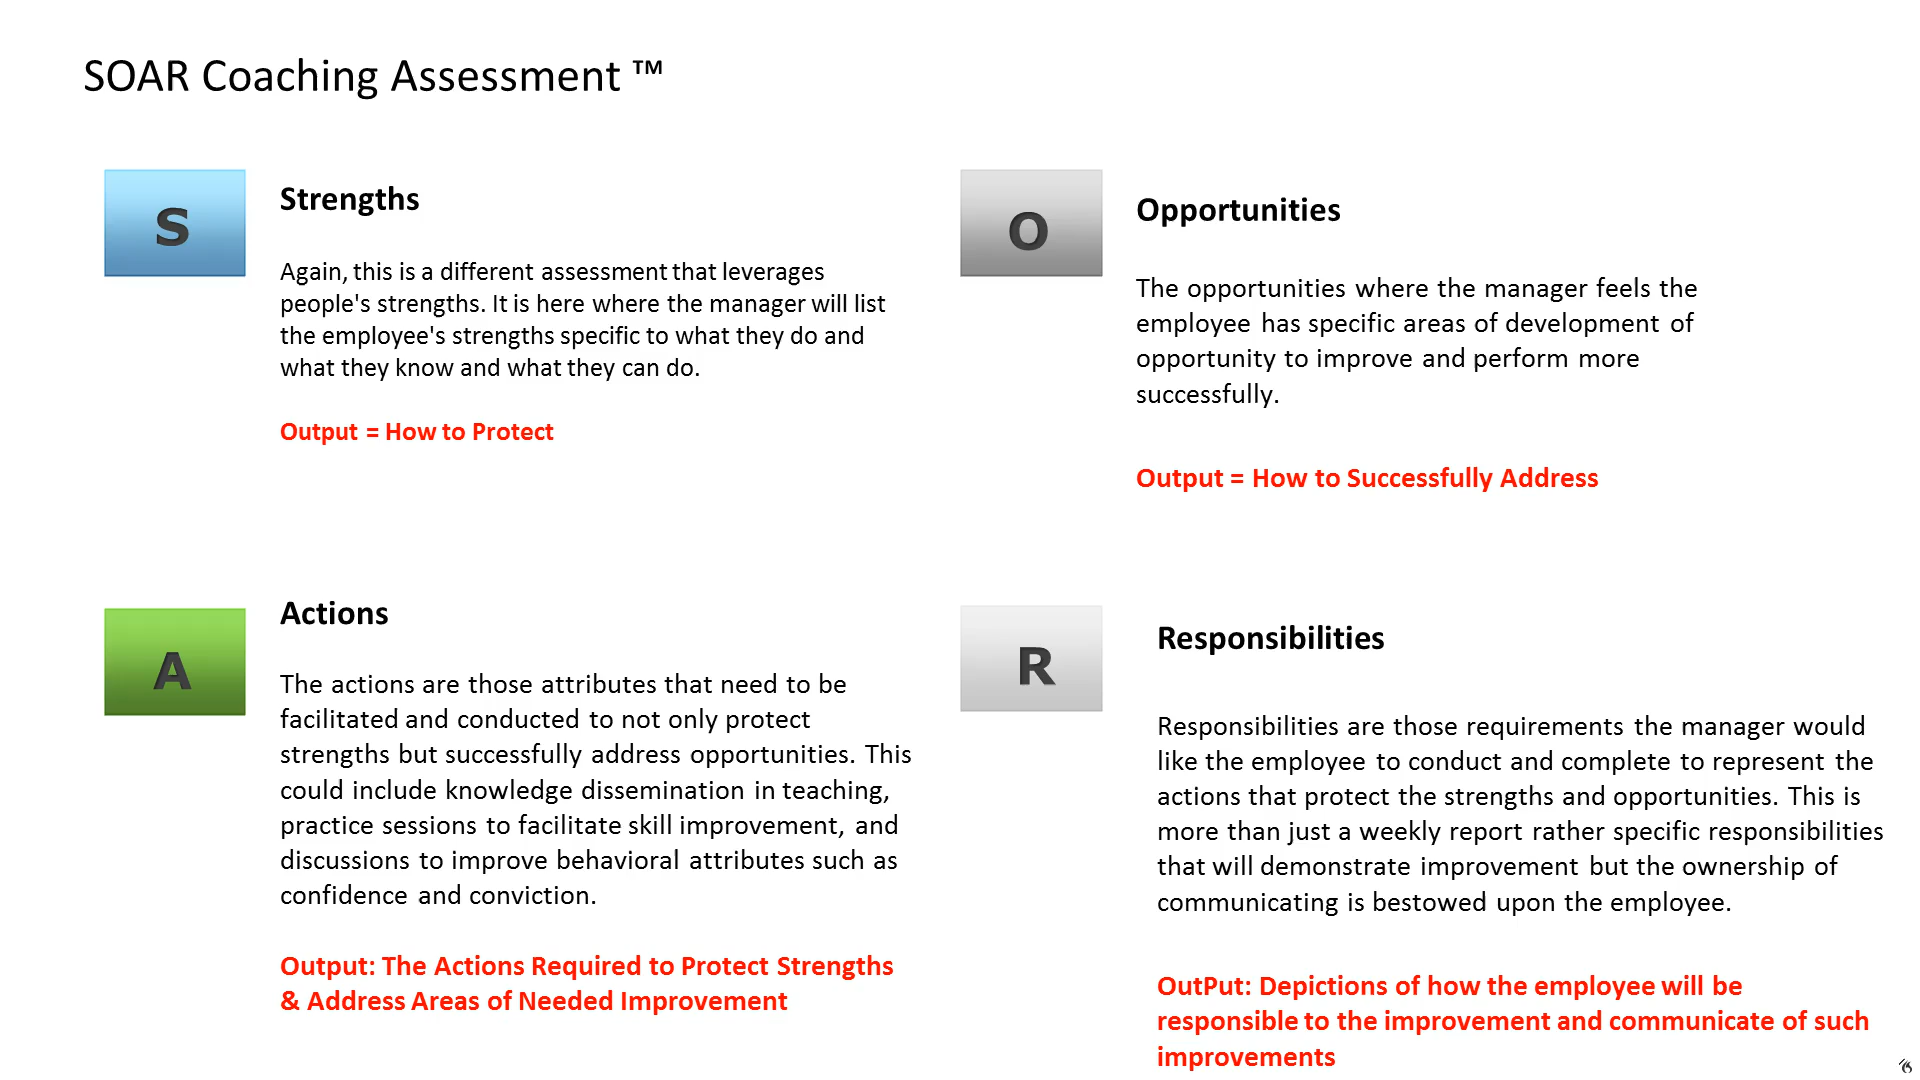 SOAR Coaching Assessment ™
S
Strengths
Again, this is a different assessment that leverages
people's strengths. It is here where the manager will list
the employee's strengths specific to what they do and
what they know and what they can do.
Output = How to Protect
O
Opportunities
The opportunities where the manager feels the
employee has specific areas of development of
opportunity to improve and perform more
successfully.
Output = How to Successfully Address
A
Actions
The actions are those attributes that need to be
facilitated and conducted to not only protect
strengths but successfully address opportunities. This
could include knowledge dissemination in teaching,
practice sessions to facilitate skill improvement, and
discussions to improve behavioral attributes such as
confidence and conviction.
Output: The Actions Required to Protect Strengths
& Address Areas of Needed Improvement
R
Responsibilities
Responsibilities are those requirements the manager would
like the employee to conduct and complete to represent the
actions that protect the strengths and opportunities. This is
more than just a weekly report rather specific responsibilities
that will demonstrate improvement but the ownership of
communicating is bestowed upon the employee.
OutPut: Depictions of how the employee will be
responsible to the improvement and communicate of such
improvements